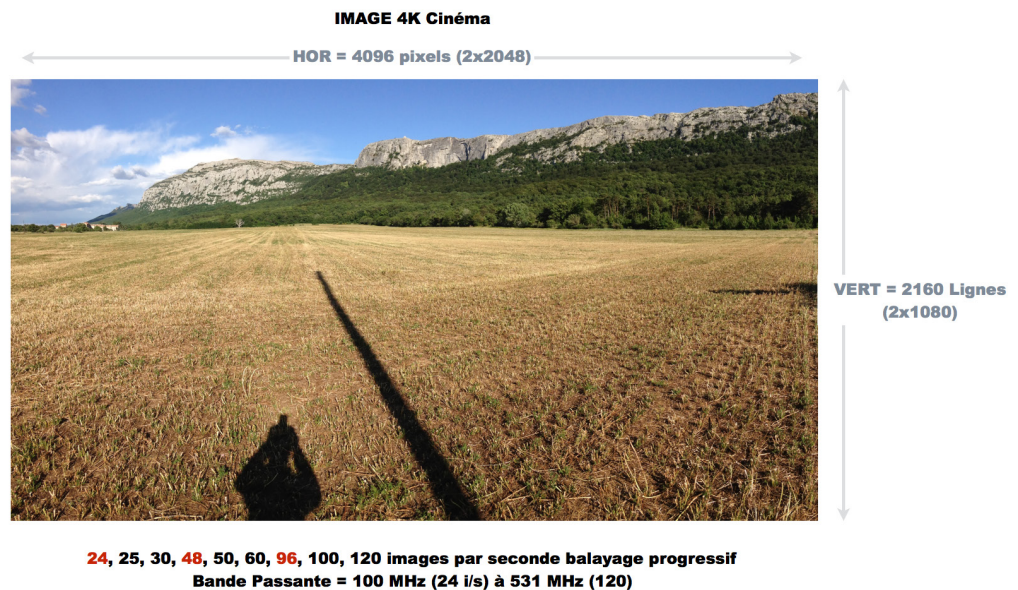 IMAGE 4K Cinéma
HOR = 4096 pixels (2x2048)
VERT = 2160 Lignes
(2x1080)
24, 25, 30, 48, 50, 60, 96, 100, 120 images par seconde balayage progressif
Bande Passante = 100 MHz (24 i/s) à 531 MHz (120)